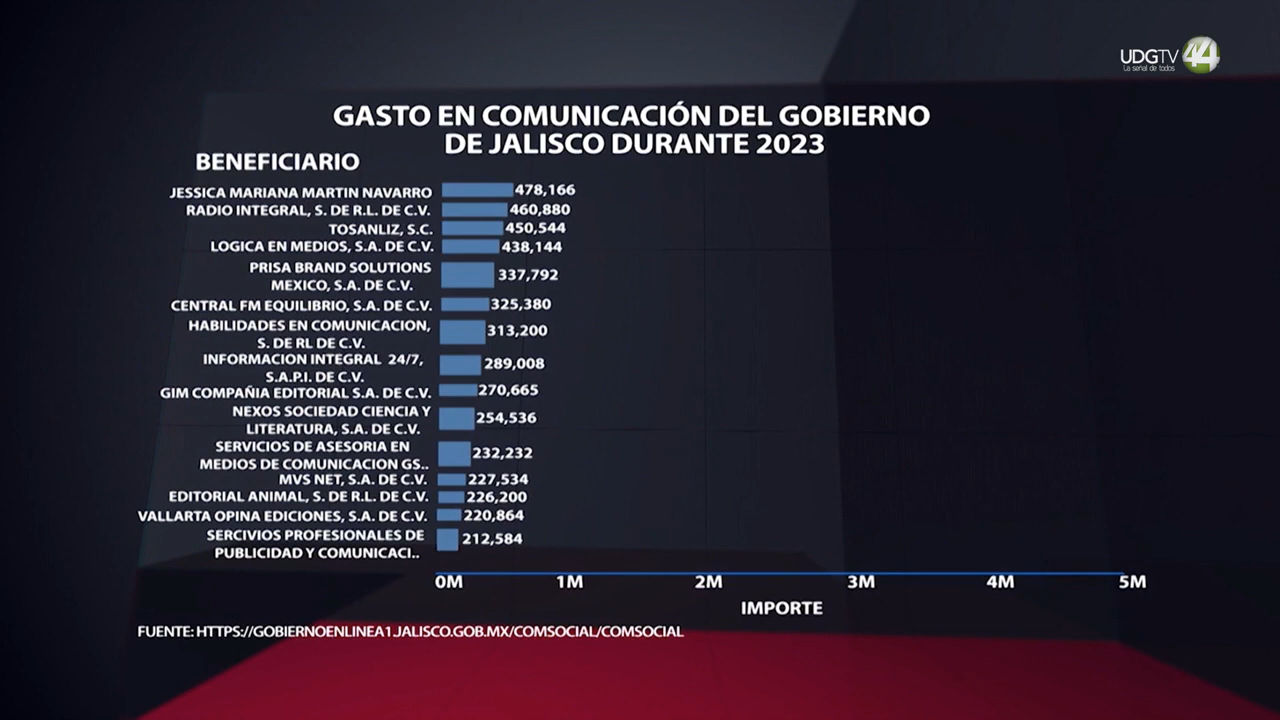 UDGTV 44
La señal de todos
GASTO EN COMUNICACIÓN DEL GOBIERNO
DE JALISCO DURANTE 2023
BENEFICIARIO
JESSICA MARIANA MARTIN NAVARRO 478,166
RADIO INTEGRAL, S. DE R.L. DE C.V. 460,880
TOSANLIZ, S.C. 450,544
LOGICA EN MEDIOS, S.A. DE C.V. 438,144
PRISA BRAND SOLUTIONS
MEXICO, S.A. DE C.V. 337,792
CENTRAL FM EQUILIBRIO, S.A. DE C.V. 325,380
HABILIDADES EN COMUNICACION,
S. DE RL DE C.V. 313,200
INFORMACION INTEGRAL 24/7,
S.A.P.I. DE C.V. 289,008
GIM COMPAÑIA EDITORIAL S.A. DE C.V. 270,665
NEXOS SOCIEDAD CIENCIA Y
LITERATURA, S.A. DE C.V. 254,536
SERVICIOS DE ASESORIA EN
MEDIOS DE COMUNICACION GS.. 232,232
MVS NET, S.A. DE C.V. 227,534
EDITORIAL ANIMAL, S. DE R.L. DE C.V. 226,200
VALLARTA OPINA EDICIONES, S.A. DE C.V. 220,864
SERCIVIOS PROFESIONALES DE
PUBLICIDAD Y COMUNICACI.. 212,584
0M 1M 2M 3M 4M 5M
IMPORTE
FUENTE: HTTPS://GOBIERNOENLINEA1.JALISCO.GOB.MX/COMSOCIAL/COMSOCIAL